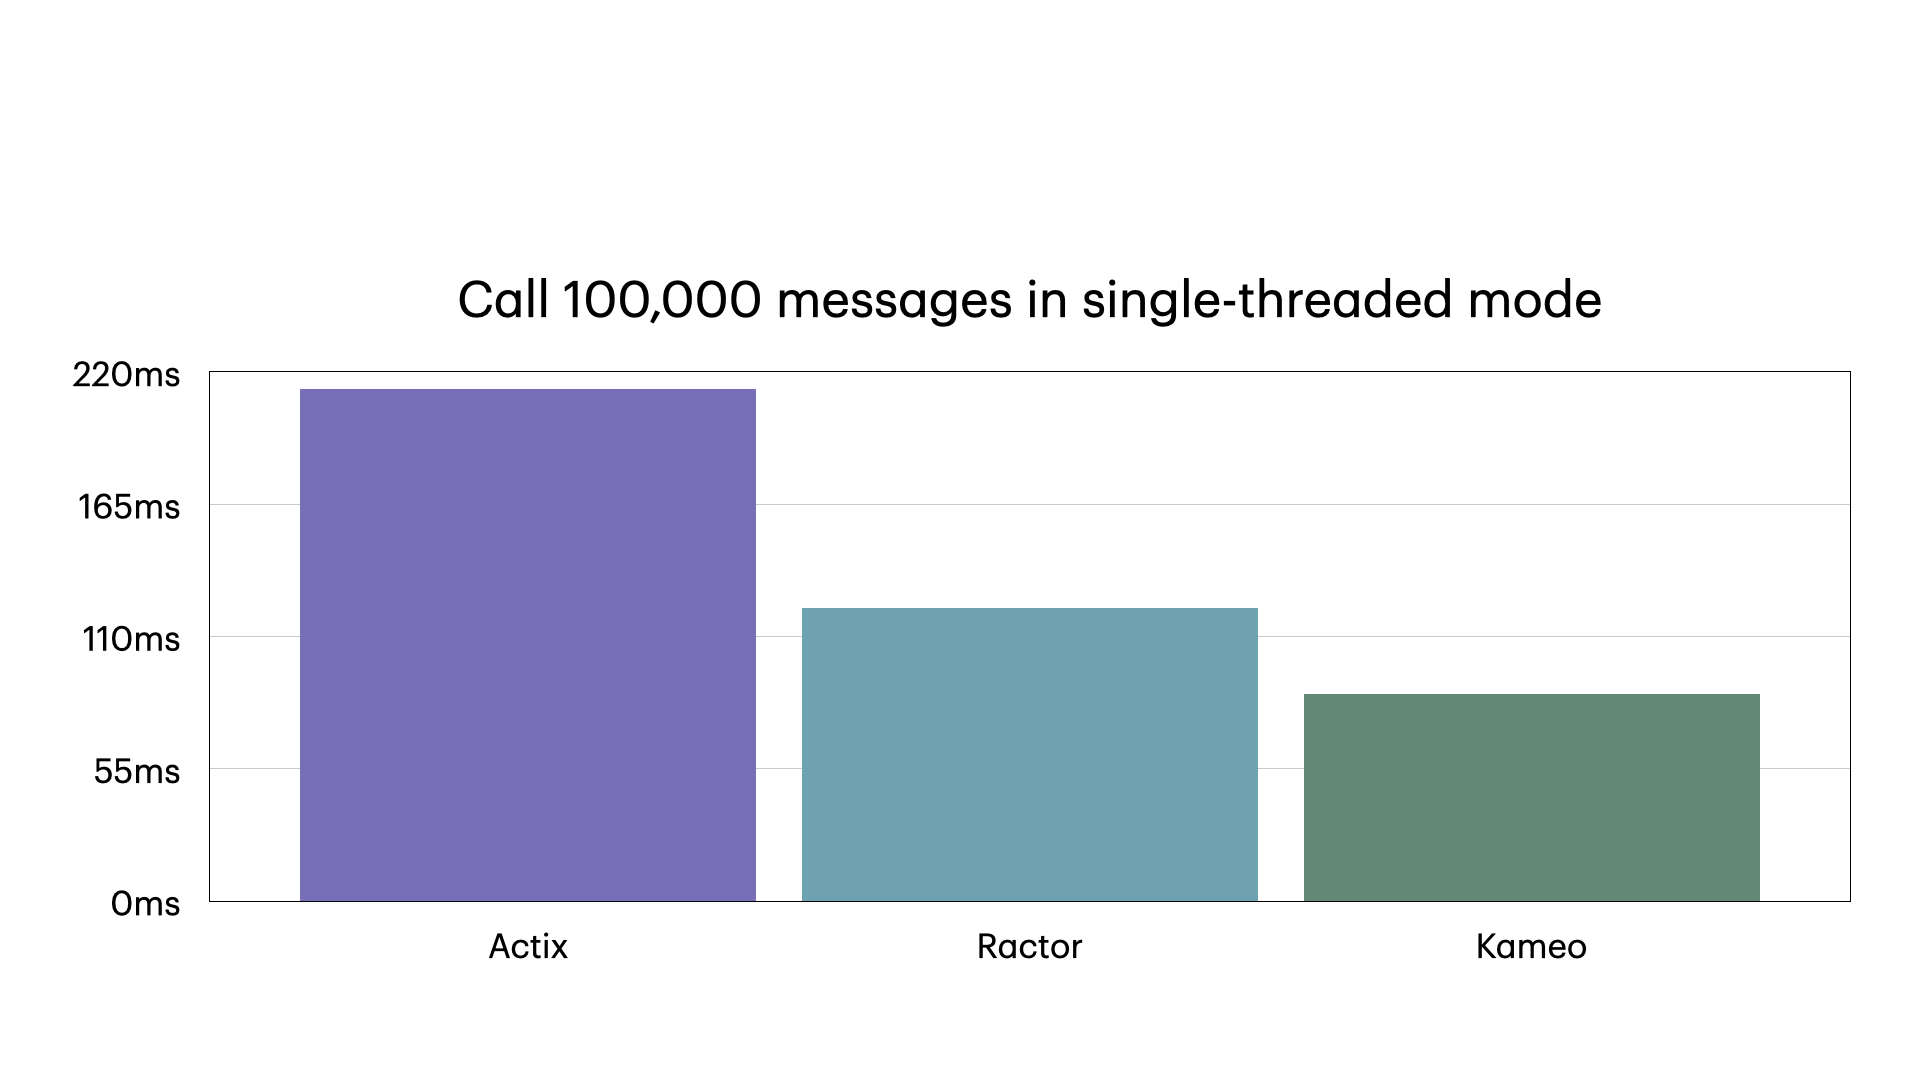 Call 100,000 messages in single-threaded mode
220ms
165ms
110ms
55ms
0ms
Actix Ractor Kameo